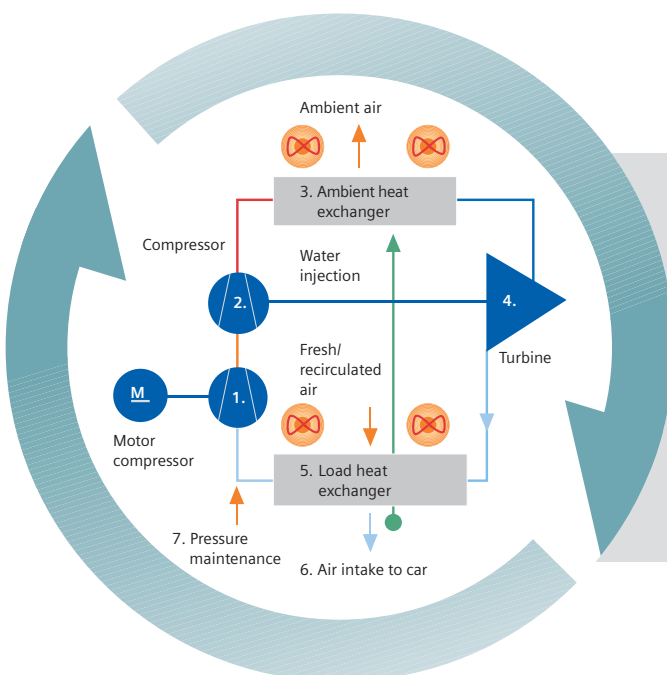 Ambient air
3. Ambient heat
exchanger
Compressor
Water
injection
2.
4.
Fresh/
recirculated
air
Turbine
M
1.
Motor
compressor
5. Load heat
exchanger
7. Pressure
maintenance
6. Air intake to car